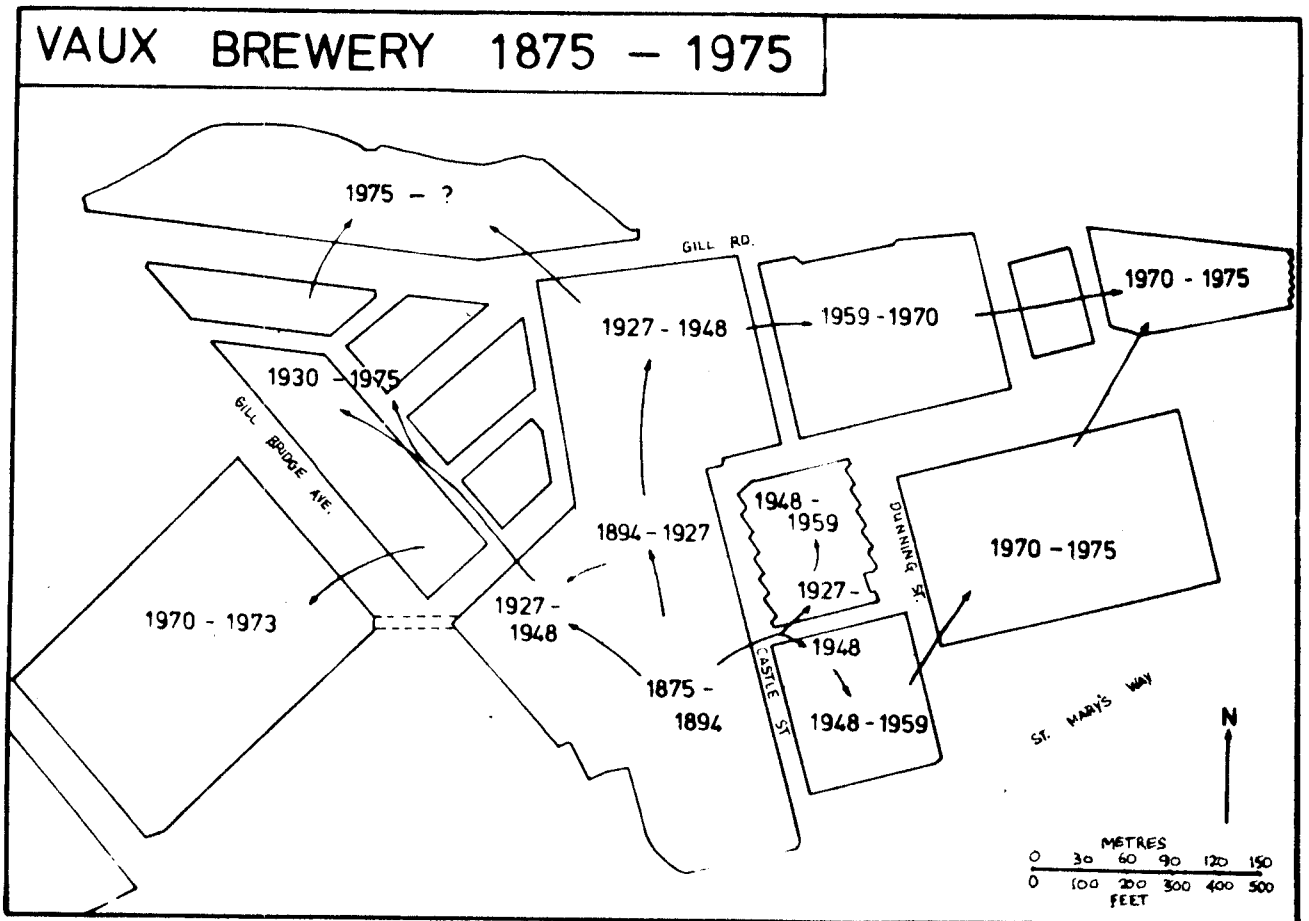 VAUX BREWERY 1875 – 1975
1975 – ?
GILL RD.
1970 - 1975
1927 - 1948
1959 - 1970
1930 - 1975
GILL BRIDGE AVE.
1948 -
1959
DUNNING ST.
1894 - 1927
1970 - 1975
1927 -
1948
1927 -
1948
1970 - 1973
1875 -
1894
CASTLE ST
1948 - 1959
ST. MARY'S WAY
N
METRES
0 30 60 90 120 150
0 100 200 300 400 500
FEET